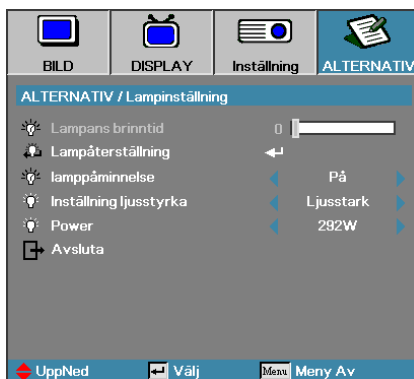 BILD DISPLAY Inställning ALTERNATIV
ALTERNATIV / Lampinställning
Lampans brinntid 0
Lampåterställning
lamppåminnelse På
Inställning ljusstyrka Ljusstark
Power 292W
Avsluta
UppNed Välj Menu Meny Av